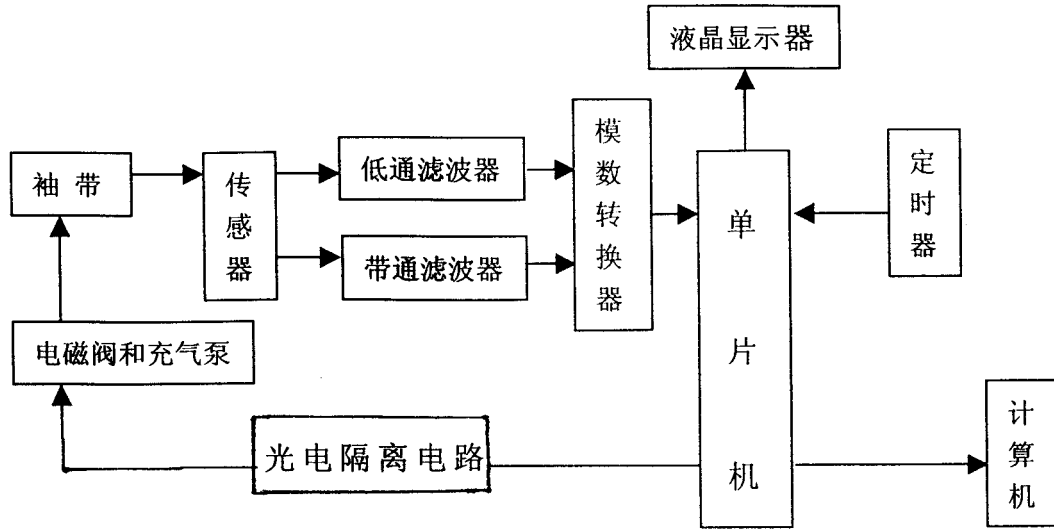 液晶显示器
袖带
传感器
低通滤波器
带通滤波器
模数转换器
单片机
定时器
电磁阀和充气泵
光电隔离电路
计算机